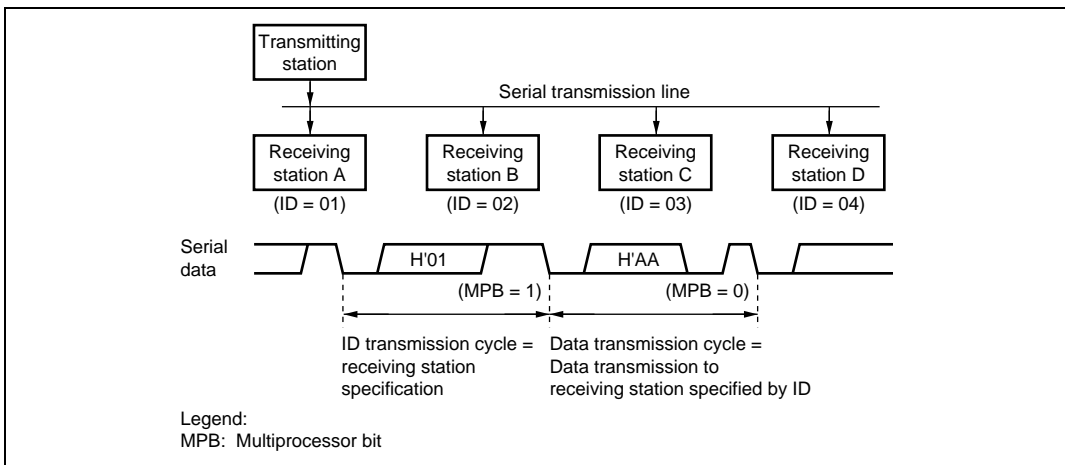 Transmitting
station
Serial transmission line
Receiving
station A
Receiving
station B
Receiving
station C
Receiving
station D
(ID = 01)
(ID = 02)
(ID = 03)
(ID = 04)
Serial
data
H'01
H'AA
(MPB = 1)
(MPB = 0)
ID transmission cycle =
receiving station
specification
Data transmission cycle =
Data transmission to
receiving station specified by ID
Legend:
MPB: Multiprocessor bit